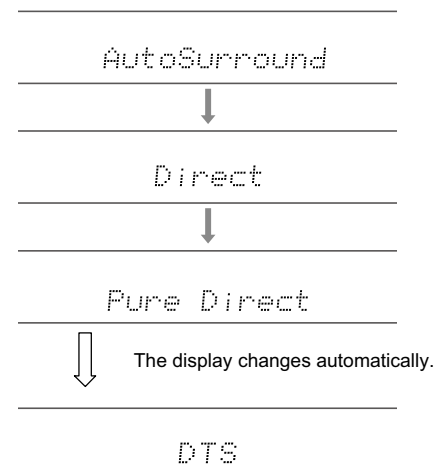 AutoSurround
Direct
Pure Direct
The display changes automatically.
DTS